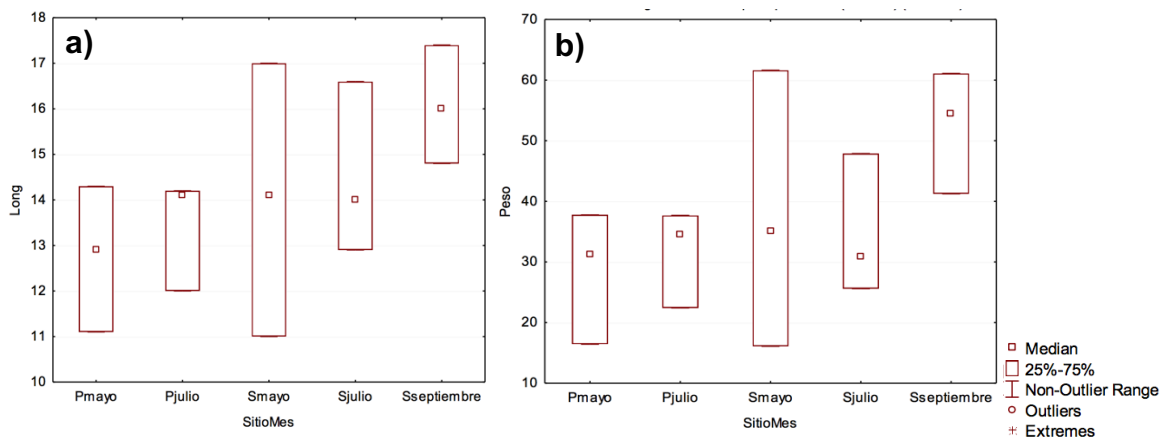 a)
18
17
16
15
14
13
12
11
10
Long
Pmayo Pjulio Smayo Sjulio Sseptiembre
SitioMes
b)
70
60
50
40
30
20
10
Peso
Pmayo Pjulio Smayo Sjulio Sseptiembre
SitioMes
Median
25%-75%
Non-Outlier Range
Outliers
Extremes